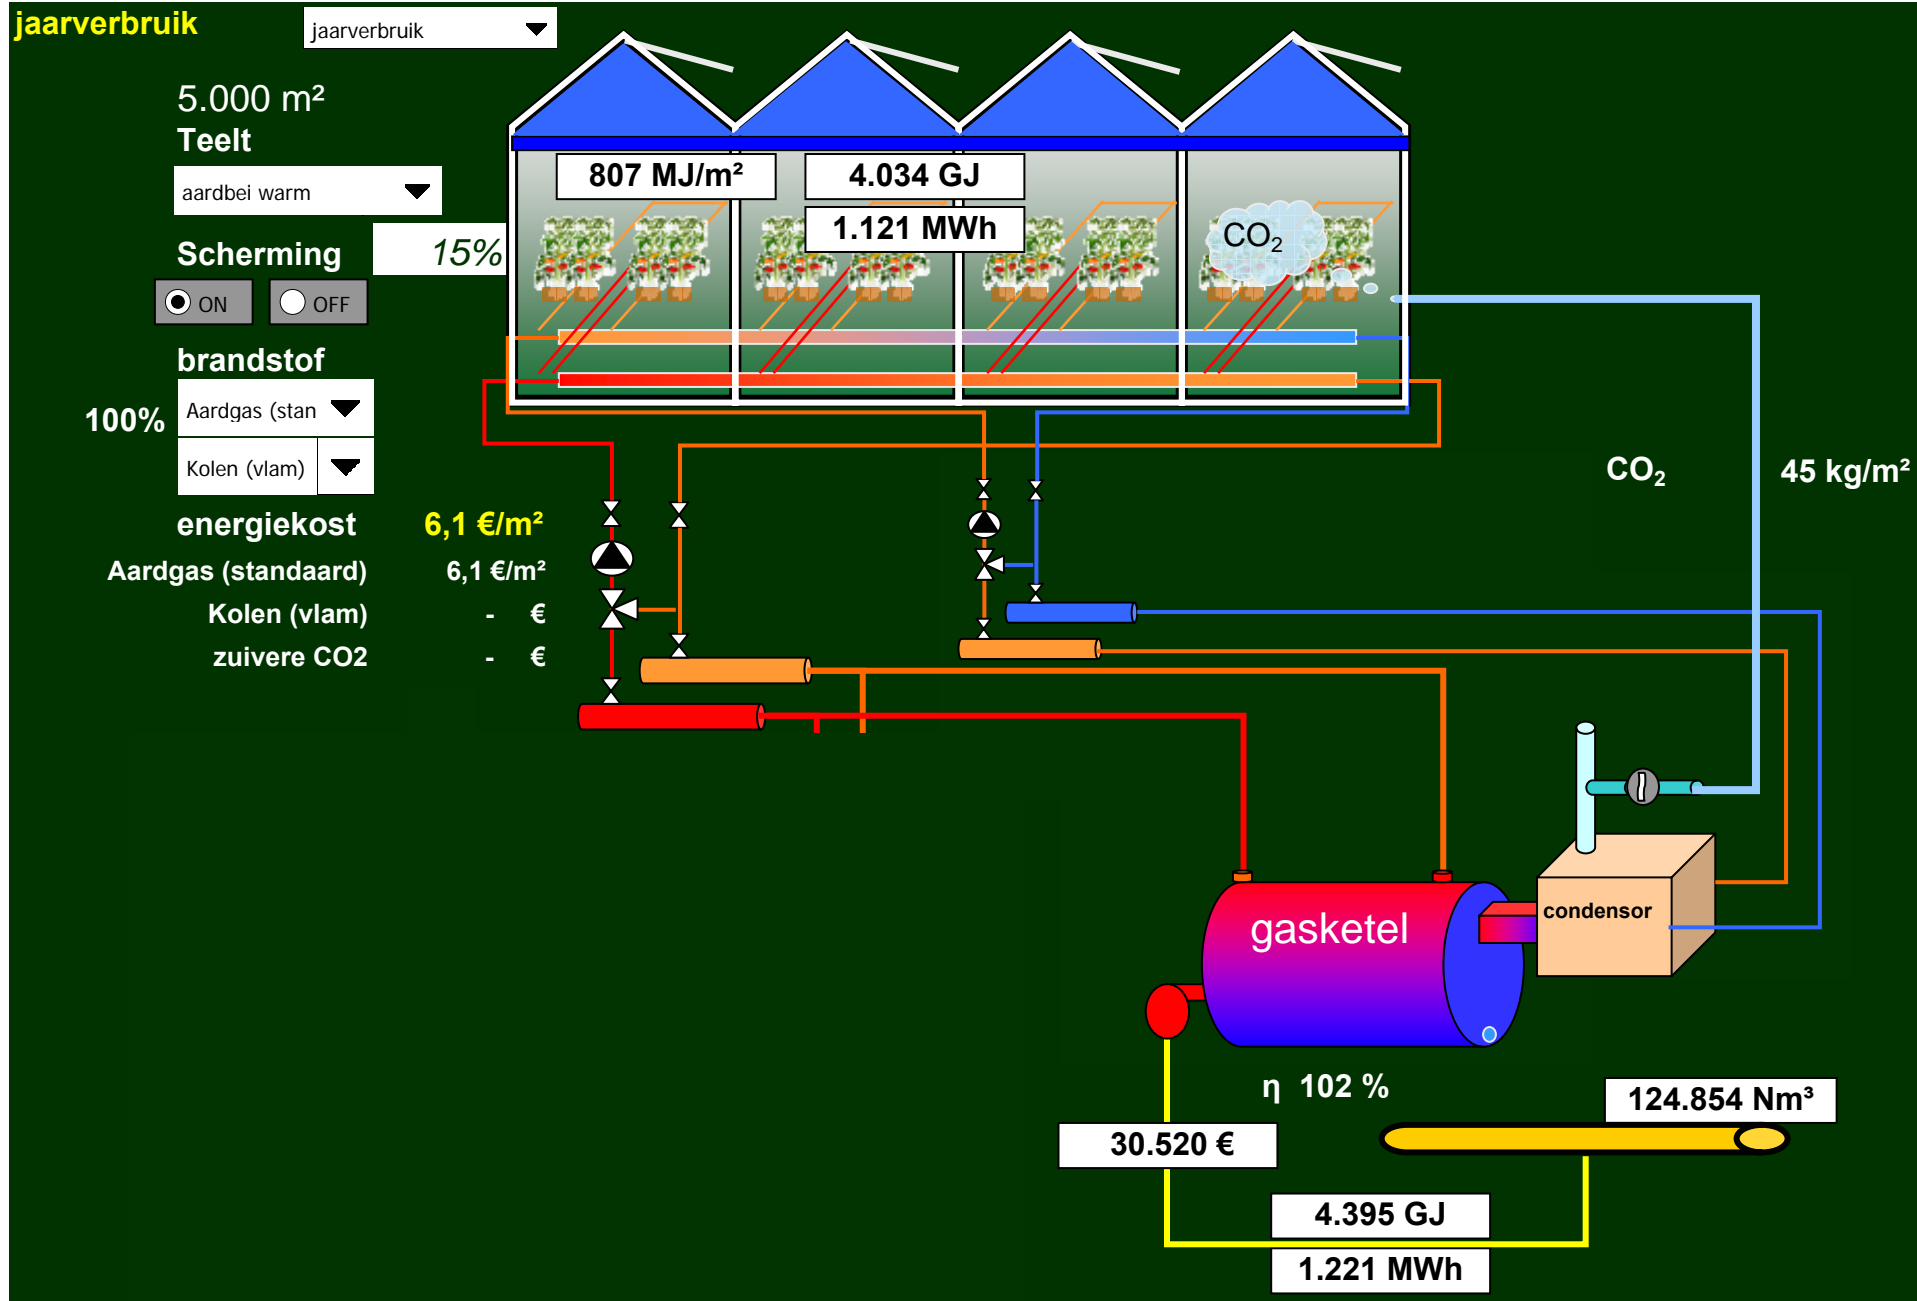 jaarverbruik
jaarverbruik
5.000 m²
Teelt
aardbei warm
Scherming 15%
ON OFF
brandstof
100%
Aardgas (stan
Kolen (vlam)
energiekost 6,1 €/m²
Aardgas (standaard) 6,1 €/m²
Kolen (vlam) - €
zuivere CO2 - €
807 MJ/m² 4.034 GJ
1.121 MWh
CO₂
CO₂ 45 kg/m²
condensor
gasketel
η 102 %
124.854 Nm³
30.520 €
4.395 GJ
1.221 MWh